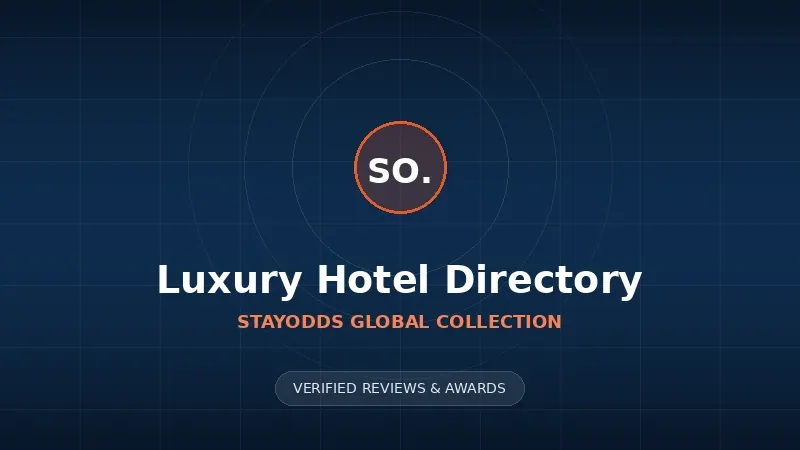 SO.
Luxury Hotel Directory
STAYODDS GLOBAL COLLECTION
VERIFIED REVIEWS & AWARDS